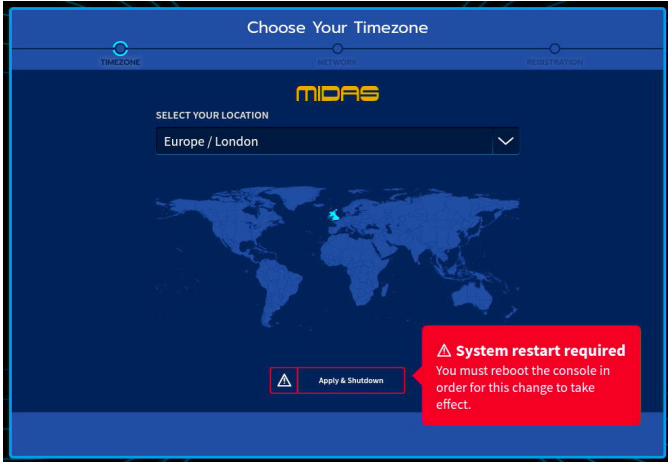 Choose Your Timezone
TIMEZONE
NETWORK
REGISTRATION
MIDAS
SELECT YOUR LOCATION
Europe / London
System restart required
You must reboot the console in
order for this change to take
effect.
Apply & Shutdown